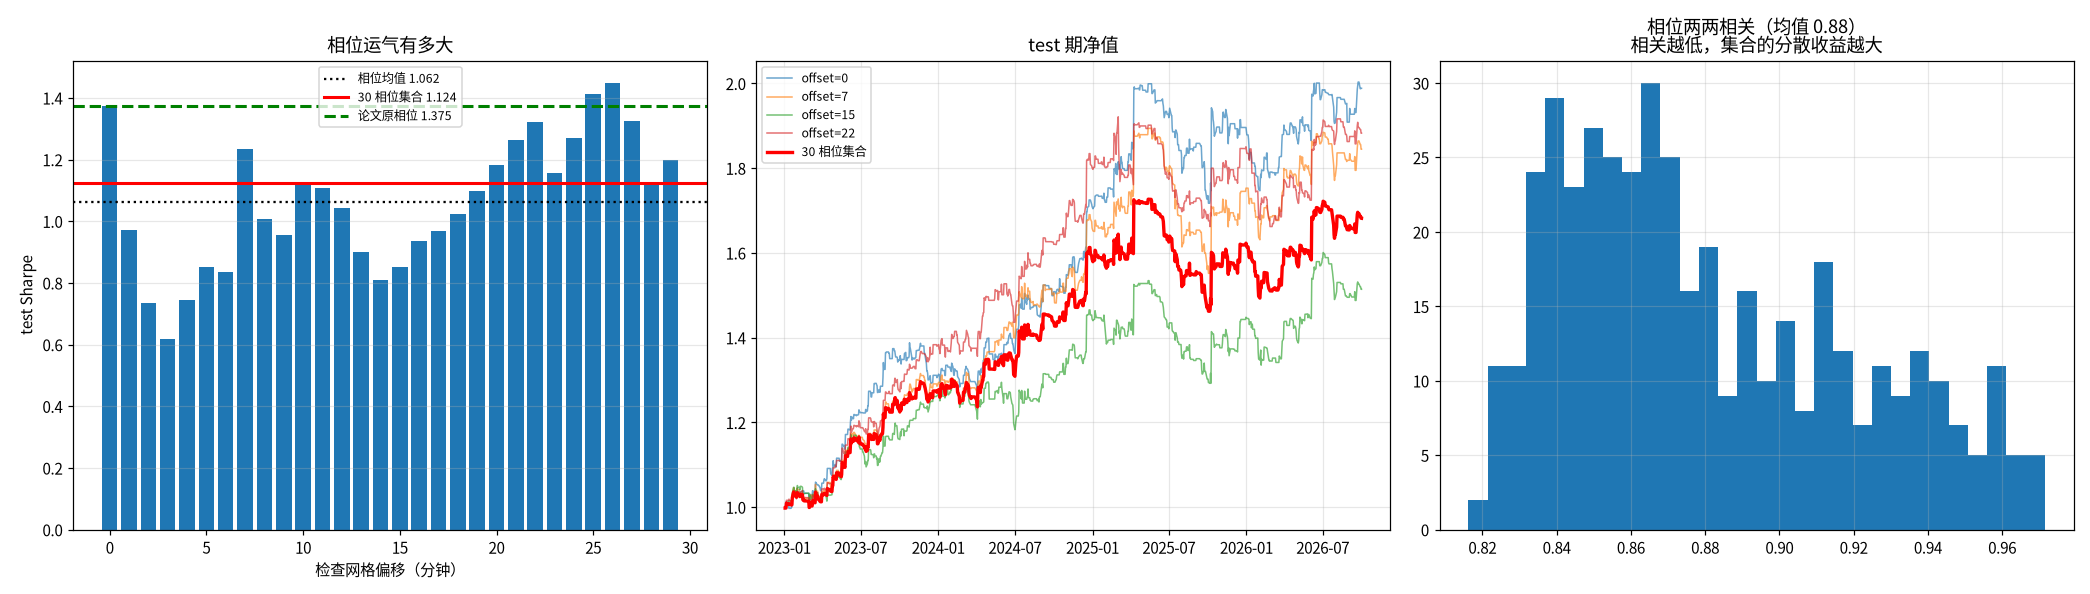 相位运气有多大
相位均值 1.062
30 相位集合 1.124
论文原相位 1.375
test Sharpe
1.4
1.2
1.0
0.8
0.6
0.4
0.2
0.0
0 5 10 15 20 25 30
检查网格偏移（分钟）
test 期净值
offset=0
offset=7
offset=15
offset=22
30 相位集合
2.0
1.8
1.6
1.4
1.2
1.0
2023-01 2023-07 2024-01 2024-07 2025-01 2025-07 2026-01 2026-07
相位两两相关（均值 0.88）
相关越低，集合的分散收益越大
30
25
20
15
10
5
0
0.82 0.84 0.86 0.88 0.90 0.92 0.94 0.96